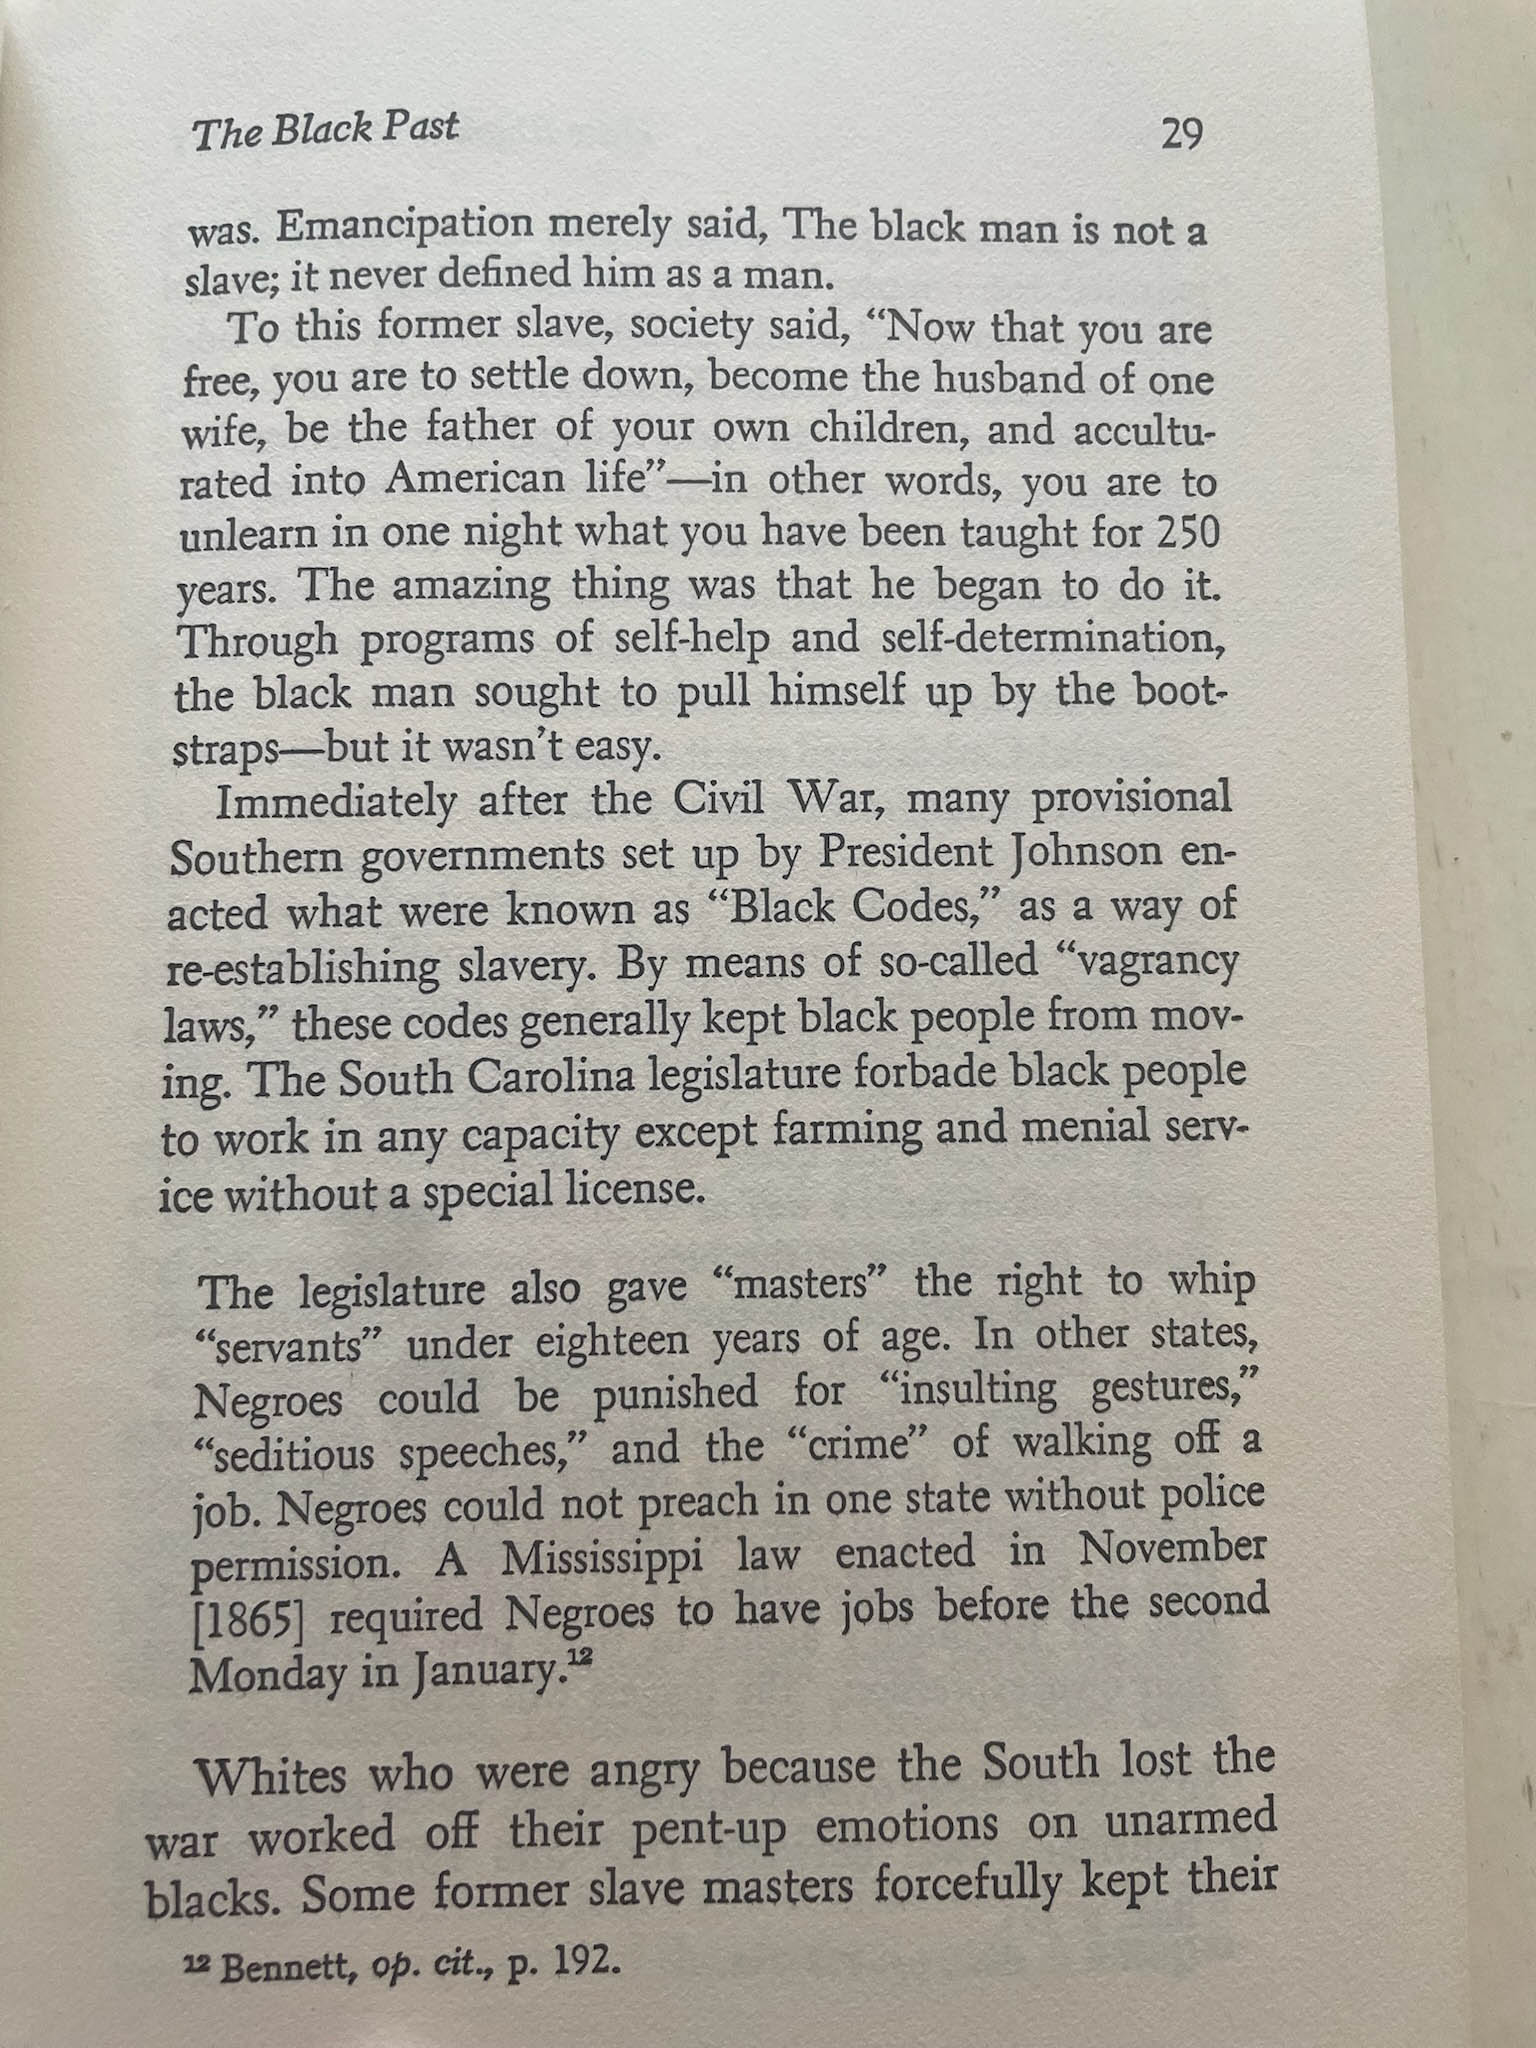 The Black Past 29
was. Emancipation merely said, The black man is not a
slave; it never defined him as a man.
To this former slave, society said, “Now that you are
free, you are to settle down, become the husband of one
wife, be the father of your own children, and accultu-
rated into American life”—in other words, you are to
unlearn in one night what you have been taught for 250
years. The amazing thing was that he began to do it.
Through programs of self-help and self-determination,
the black man sought to pull himself up by the boot-
straps—but it wasn’t easy.
Immediately after the Civil War, many provisional
Southern governments set up by President Johnson en-
acted what were known as “Black Codes,” as a way of
re-establishing slavery. By means of so-called “vagrancy
laws,” these codes generally kept black people from mov-
ing. The South Carolina legislature forbade black people
to work in any capacity except farming and menial serv-
ice without a special license.
The legislature also gave “masters” the right to whip
“servants” under eighteen years of age. In other states,
Negroes could be punished for “insulting gestures,”
“seditious speeches,” and the “crime” of walking off a
job. Negroes could not preach in one state without police
permission. A Mississippi law enacted in November
[1865] required Negroes to have jobs before the second
Monday in January.¹²
Whites who were angry because the South lost the
war worked off their pent-up emotions on unarmed
blacks. Some former slave masters forcefully kept their
¹² Bennett, op. cit., p. 192.